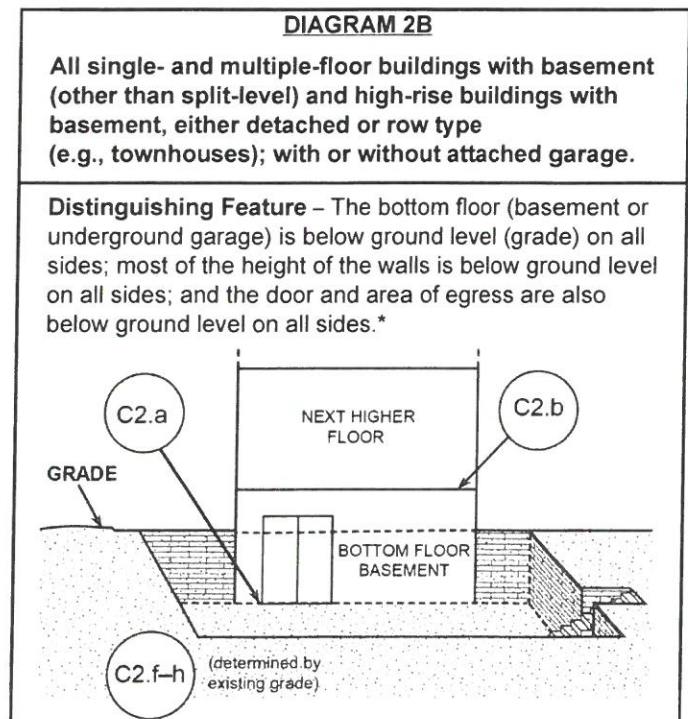 DIAGRAM 2B
All single- and multiple-floor buildings with basement
(other than split-level) and high-rise buildings with
basement, either detached or row type
(e.g., townhouses); with or without attached garage.
Distinguishing Feature – The bottom floor (basement or
underground garage) is below ground level (grade) on all
sides; most of the height of the walls is below ground level
on all sides; and the door and area of egress are also
below ground level on all sides.*
C2.a
NEXT HIGHER
FLOOR
C2.b
GRADE
BOTTOM FLOOR
BASEMENT
C2.f–h
(determined by
existing grade)